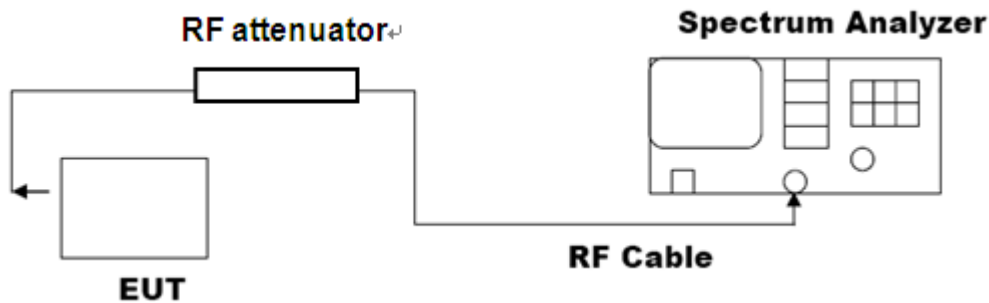 RF attenuator↵
Spectrum Analyzer
RF Cable
EUT